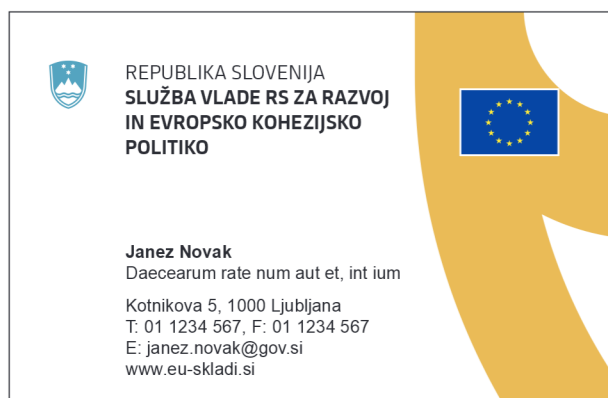 REPUBLIKA SLOVENIJA
SLUŽBA VLADE RS ZA RAZVOJ
IN EVROPSKO KOHEZIJSKO
POLITIKO
Janez Novak
Daecearum rate num aut et, int ium
Kotnikova 5, 1000 Ljubljana
T: 01 1234 567, F: 01 1234 567
E: janez.novak@gov.si
www.eu-skladi.si